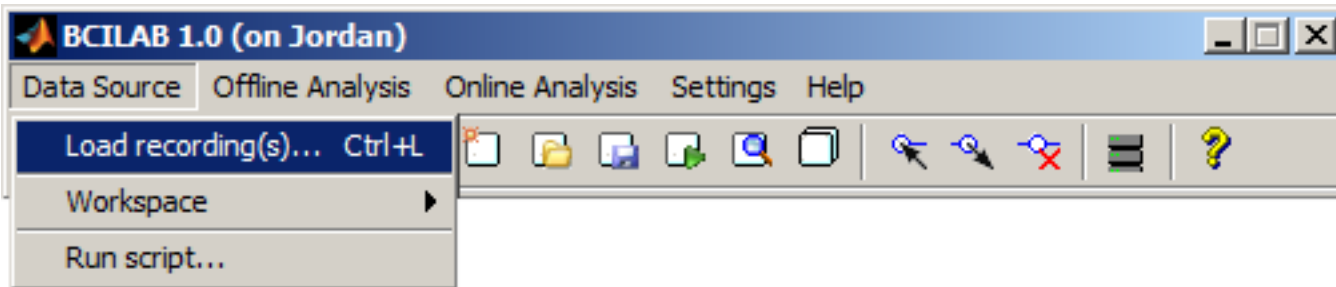 BCILAB 1.0 (on Jordan)
Data Source Offline Analysis Online Analysis Settings Help
Load recording(s)... Ctrl+L
Workspace
Run script...